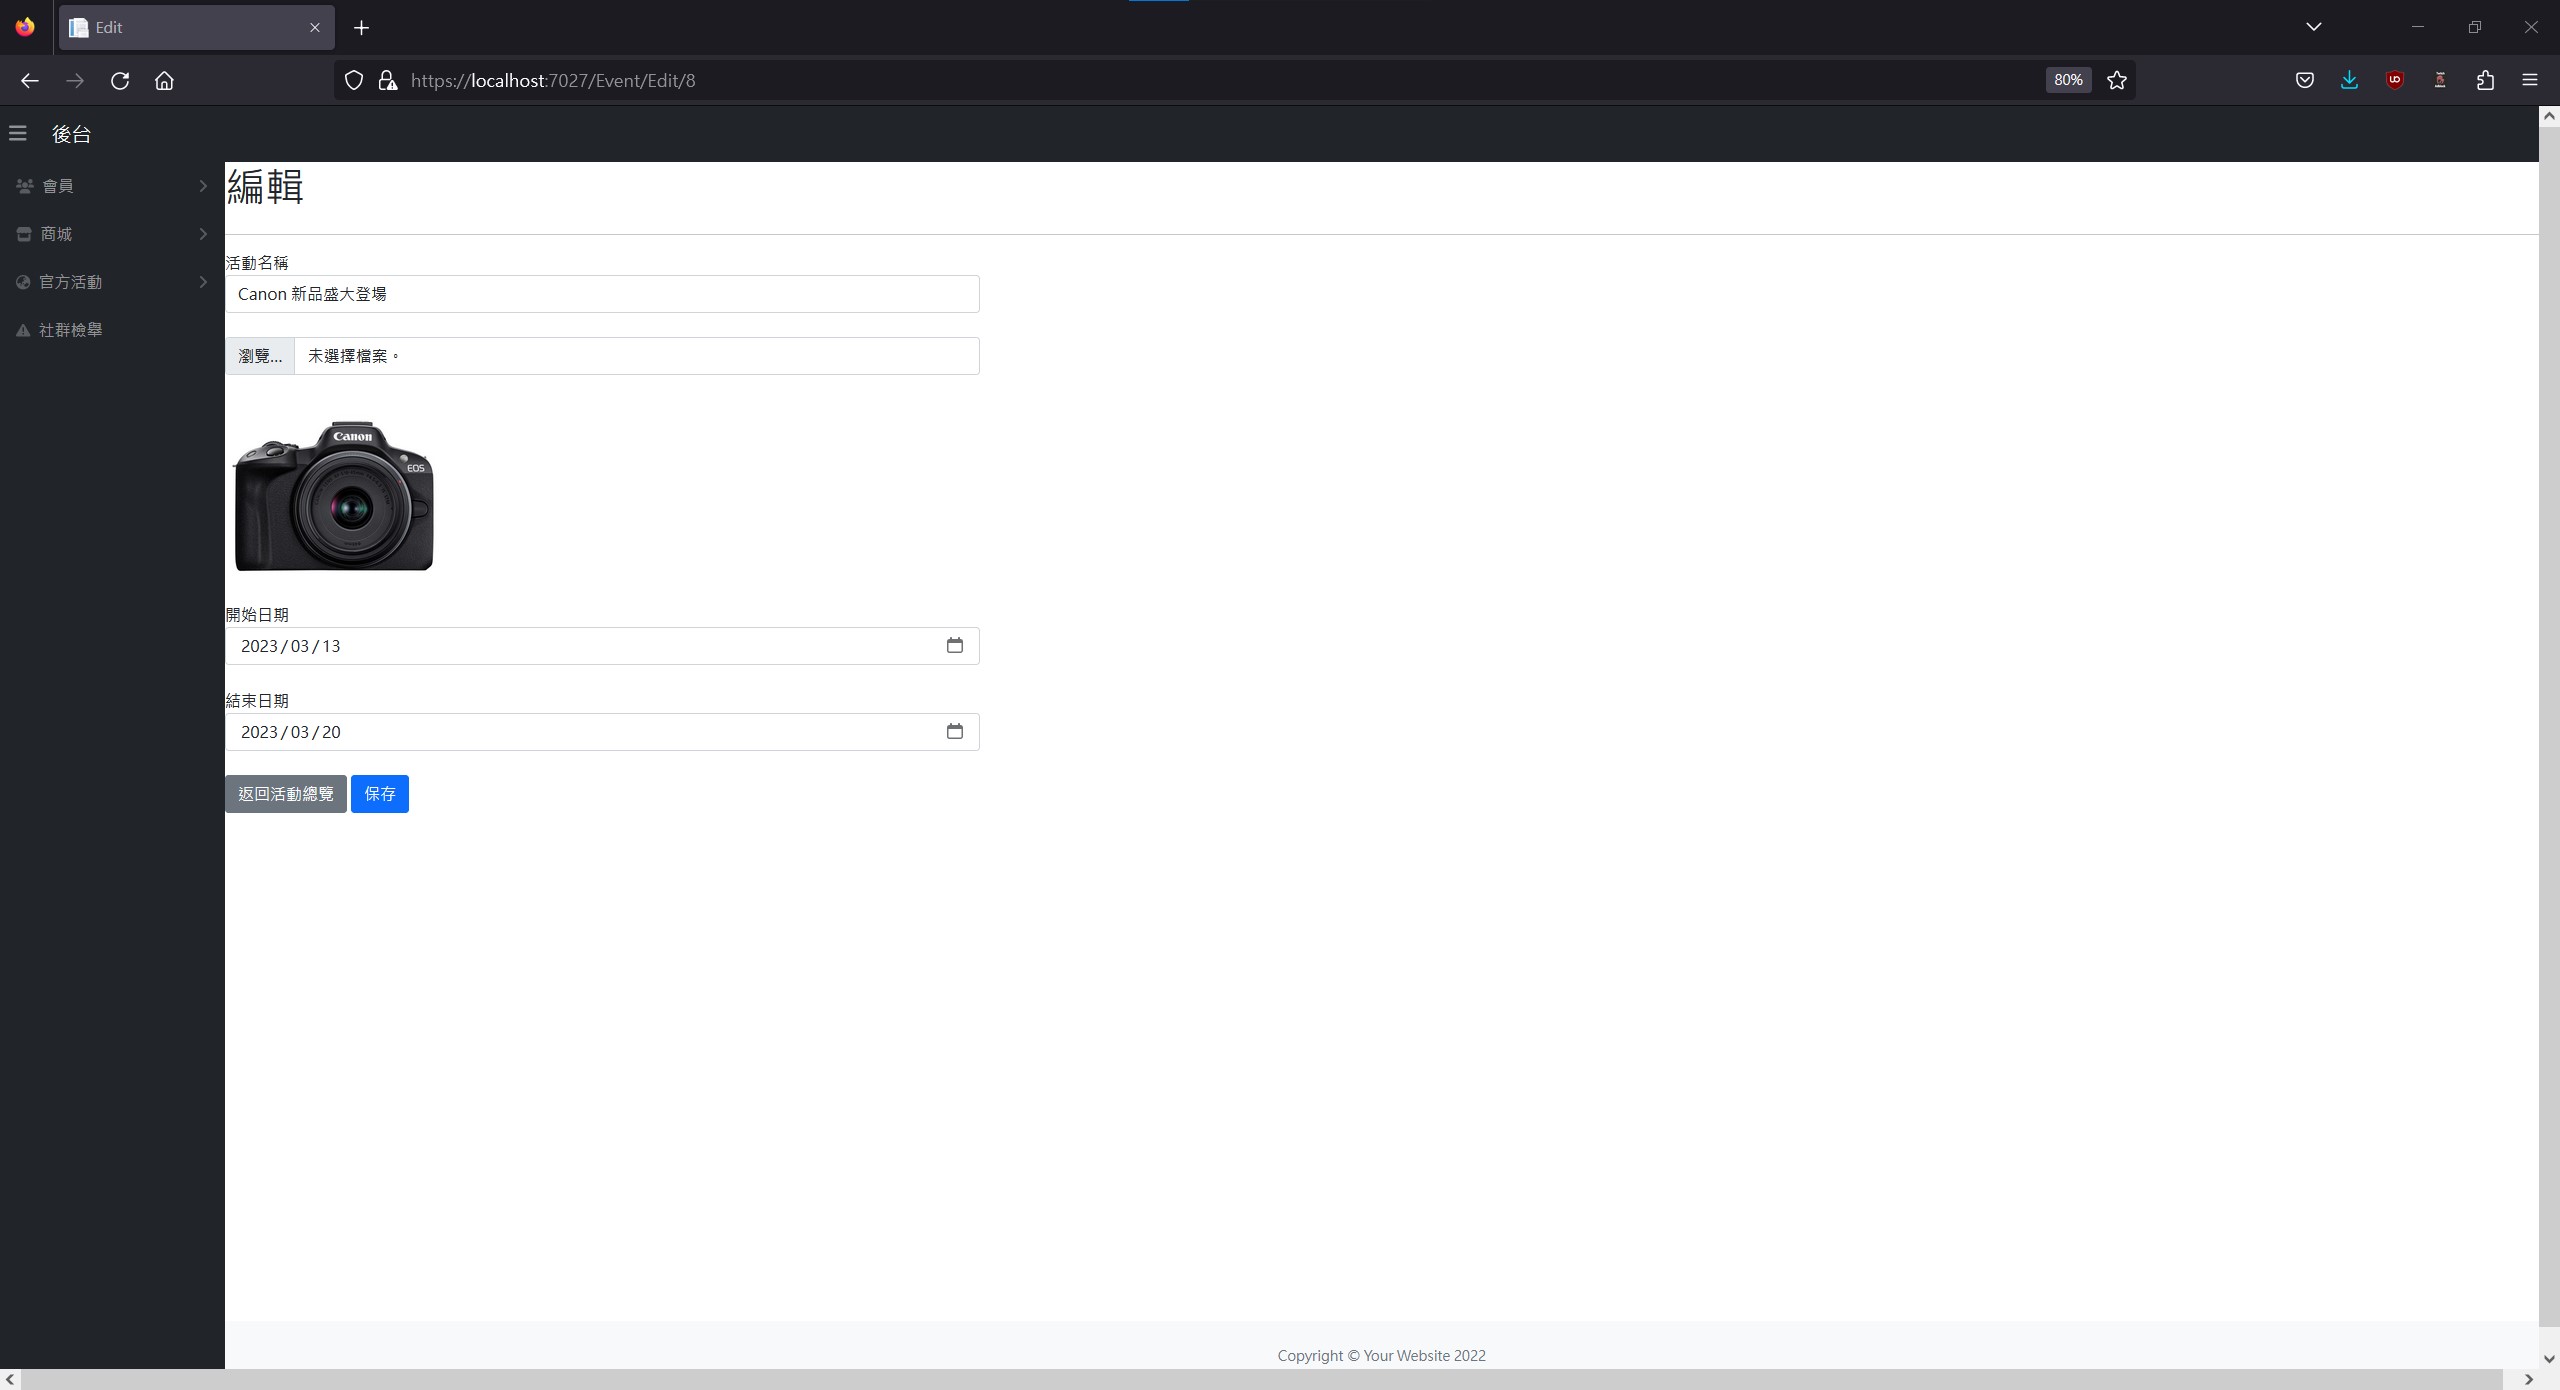 Edit
https://localhost:7027/Event/Edit/8
80%
後台
會員
商城
官方活動
社群檢舉
編輯
活動名稱
Canon 新品盛大登場
瀏覽... 未選擇檔案。
Canon
EOS
開始日期
2023/03/13
結束日期
2023/03/20
返回活動總覽 保存
Copyright © Your Website 2022